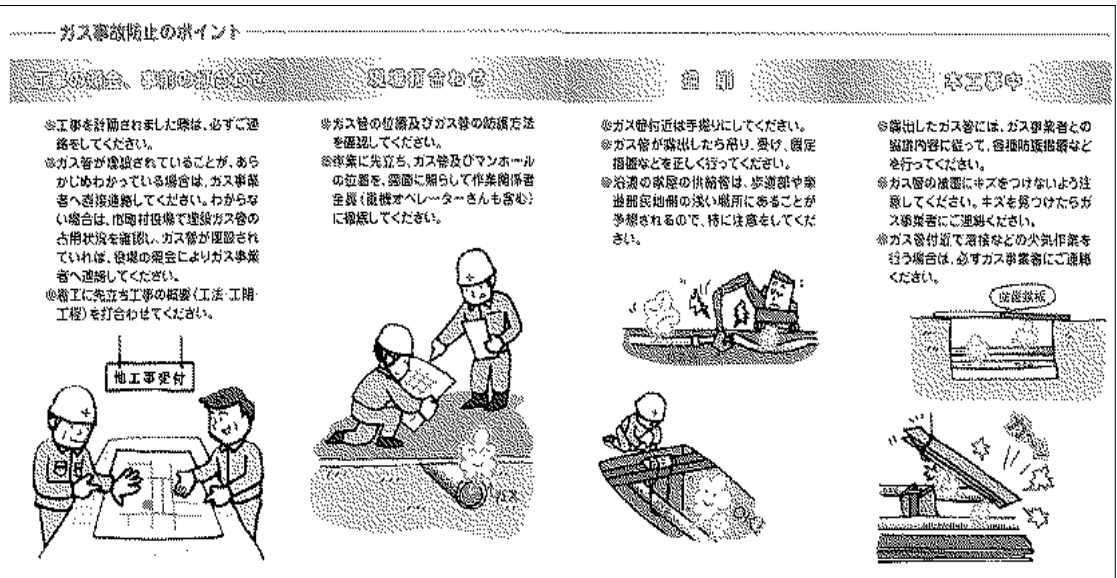 ガス事故防止のポイント
工事の照会、事前の打合わせ
◎工事を計画されました際は、必ずご連
絡をしてください。
◎ガス管が埋設されていることが、あら
かじめわかっている場合は、ガス事業
者へ直接連絡してください。わからな
い場合は、市町村役場で埋設ガス管の
占用状況を確認し、ガス管が埋設され
ていれば、役場の照会によりガス事業
者へ連絡してください。
◎着工に先立ち工事の概要(工法・工期・
工程)を打合わせてください。
他工事受付
現場打合わせ
◎ガス管の位置及びガス管の防護方法
を確認してください。
◎作業に先立ち、ガス管及びマンホール
の位置を、図面に照らして作業関係者
全員(重機オペレーターさんも含む)
に徹底してください。
掘削
◎ガス管付近は手掘りにしてください。
◎ガス管が露出したら吊り、受け、固定
措置などを正しく行ってください。
◎沿道の家屋の供給管は、歩道部や車
道部民地側の浅い場所にあることが
予想されるので、特に注意をしてくだ
さい。
本工事中
◎露出したガス管には、ガス事業者との
協議内容に従って、各種防護措置など
を行ってください。
◎ガス管の被覆にキズをつけないよう注
意してください。キズを見つけたらガ
ス事業者にご連絡ください。
◎ガス管付近で溶接などの火気作業を
行う場合は、必ずガス事業者にご連絡
ください。
防護鉄板